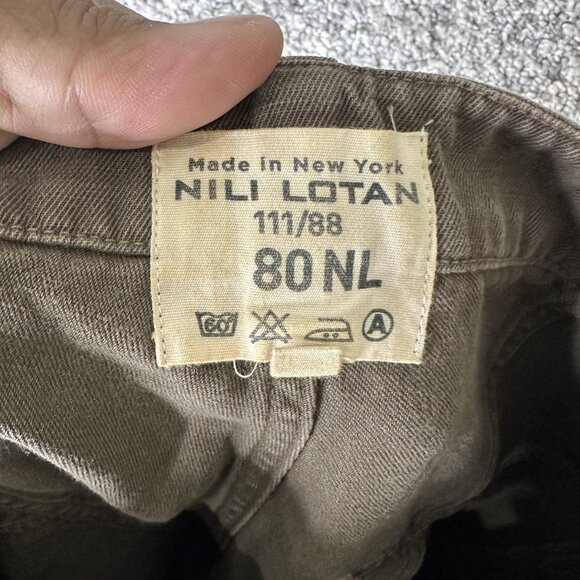 Made in New York
NILI LOTAN
111/88
80 NL
60° A